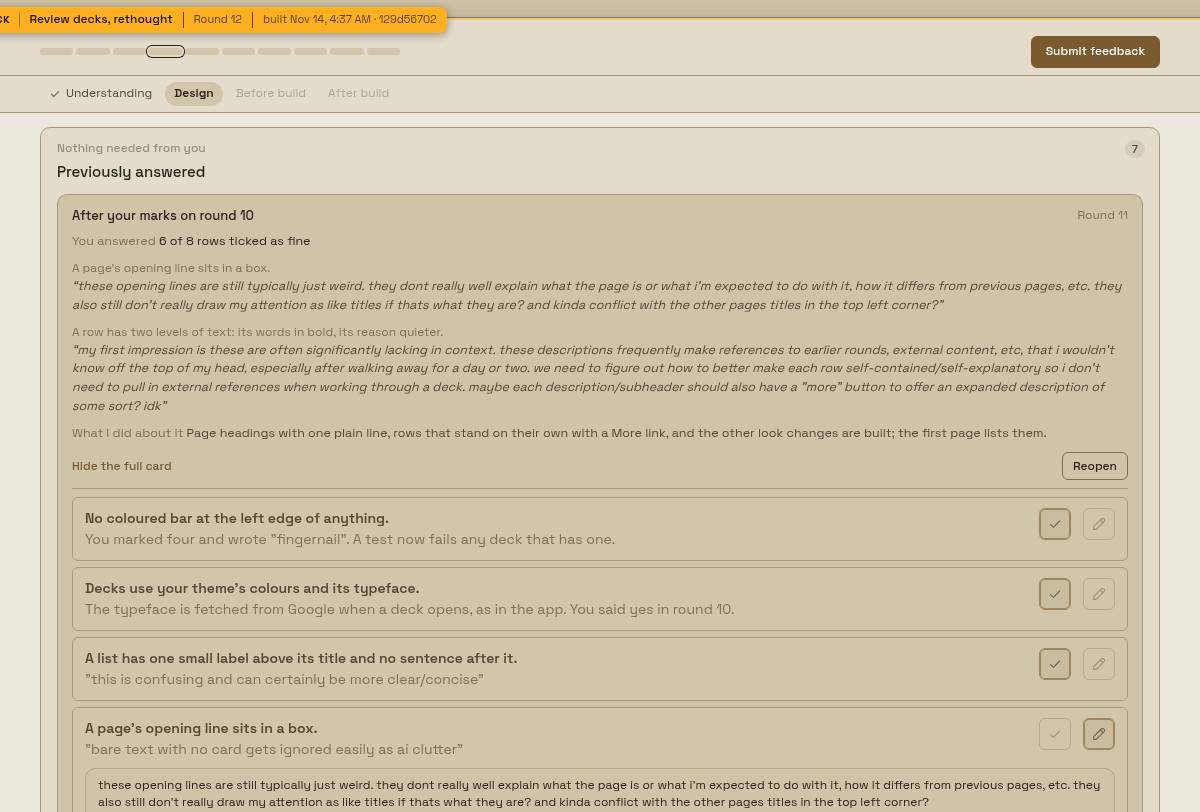 CK Review decks, rethought Round 12 built Nov 14, 4:37 AM · 129d56702
Submit feedback
Understanding Design Before build After build
Nothing needed from you
7
Previously answered
After your marks on round 10
Round 11
You answered 6 of 8 rows ticked as fine
A page's opening line sits in a box.
“these opening lines are still typically just weird. they dont really well explain what the page is or what i'm expected to do with it, how it differs from previous pages, etc. they
also still don't really draw my attention as like titles if thats what they are? and kinda conflict with the other pages titles in the top left corner?”
A row has two levels of text: its words in bold, its reason quieter.
“my first impression is these are often significantly lacking in context. these descriptions frequently make references to earlier rounds, external content, etc, that i wouldn't
know off the top of my head, especially after walking away for a day or two. we need to figure out how to better make each row self-contained/self-explanatory so i don't
need to pull in external references when working through a deck. maybe each description/subheader should also have a "more" button to offer an expanded description of
some sort? idk”
What I did about it Page headings with one plain line, rows that stand on their own with a More link, and the other look changes are built; the first page lists them.
Hide the full card
Reopen
No coloured bar at the left edge of anything.
You marked four and wrote "fingernail". A test now fails any deck that has one.
Decks use your theme's colours and its typeface.
The typeface is fetched from Google when a deck opens, as in the app. You said yes in round 10.
A list has one small label above its title and no sentence after it.
"this is confusing and can certainly be more clear/concise"
A page's opening line sits in a box.
"bare text with no card gets ignored easily as ai clutter"
these opening lines are still typically just weird. they dont really well explain what the page is or what i'm expected to do with it, how it differs from previous pages, etc. they
also still don't really draw my attention as like titles if thats what they are? and kinda conflict with the other pages titles in the top left corner?